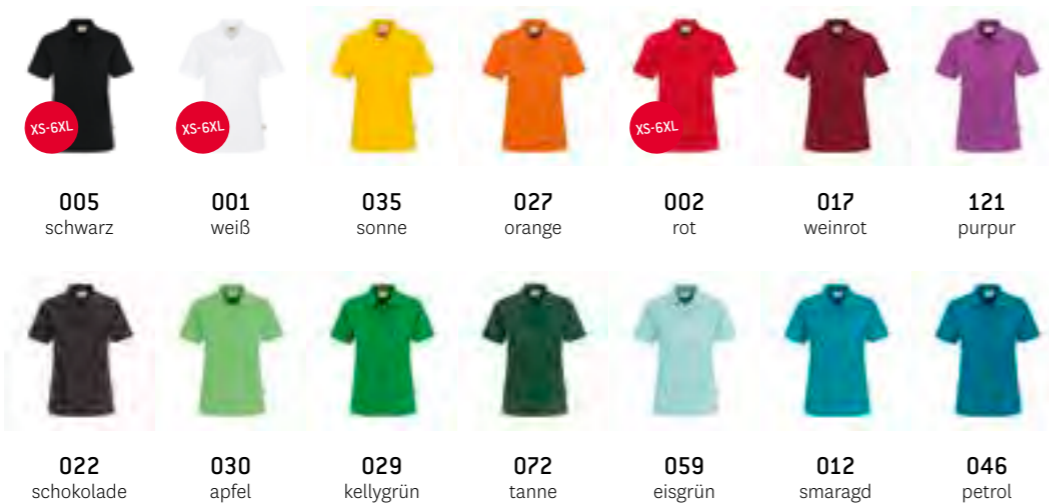 XS-6XL XS-6XL XS-6XL
005 001 035 027 002 017 121
schwarz weiß sonne orange rot weinrot purpur
022 030 029 072 059 012 046
schokolade apfel kellygrün tanne eisgrün smaragd petrol